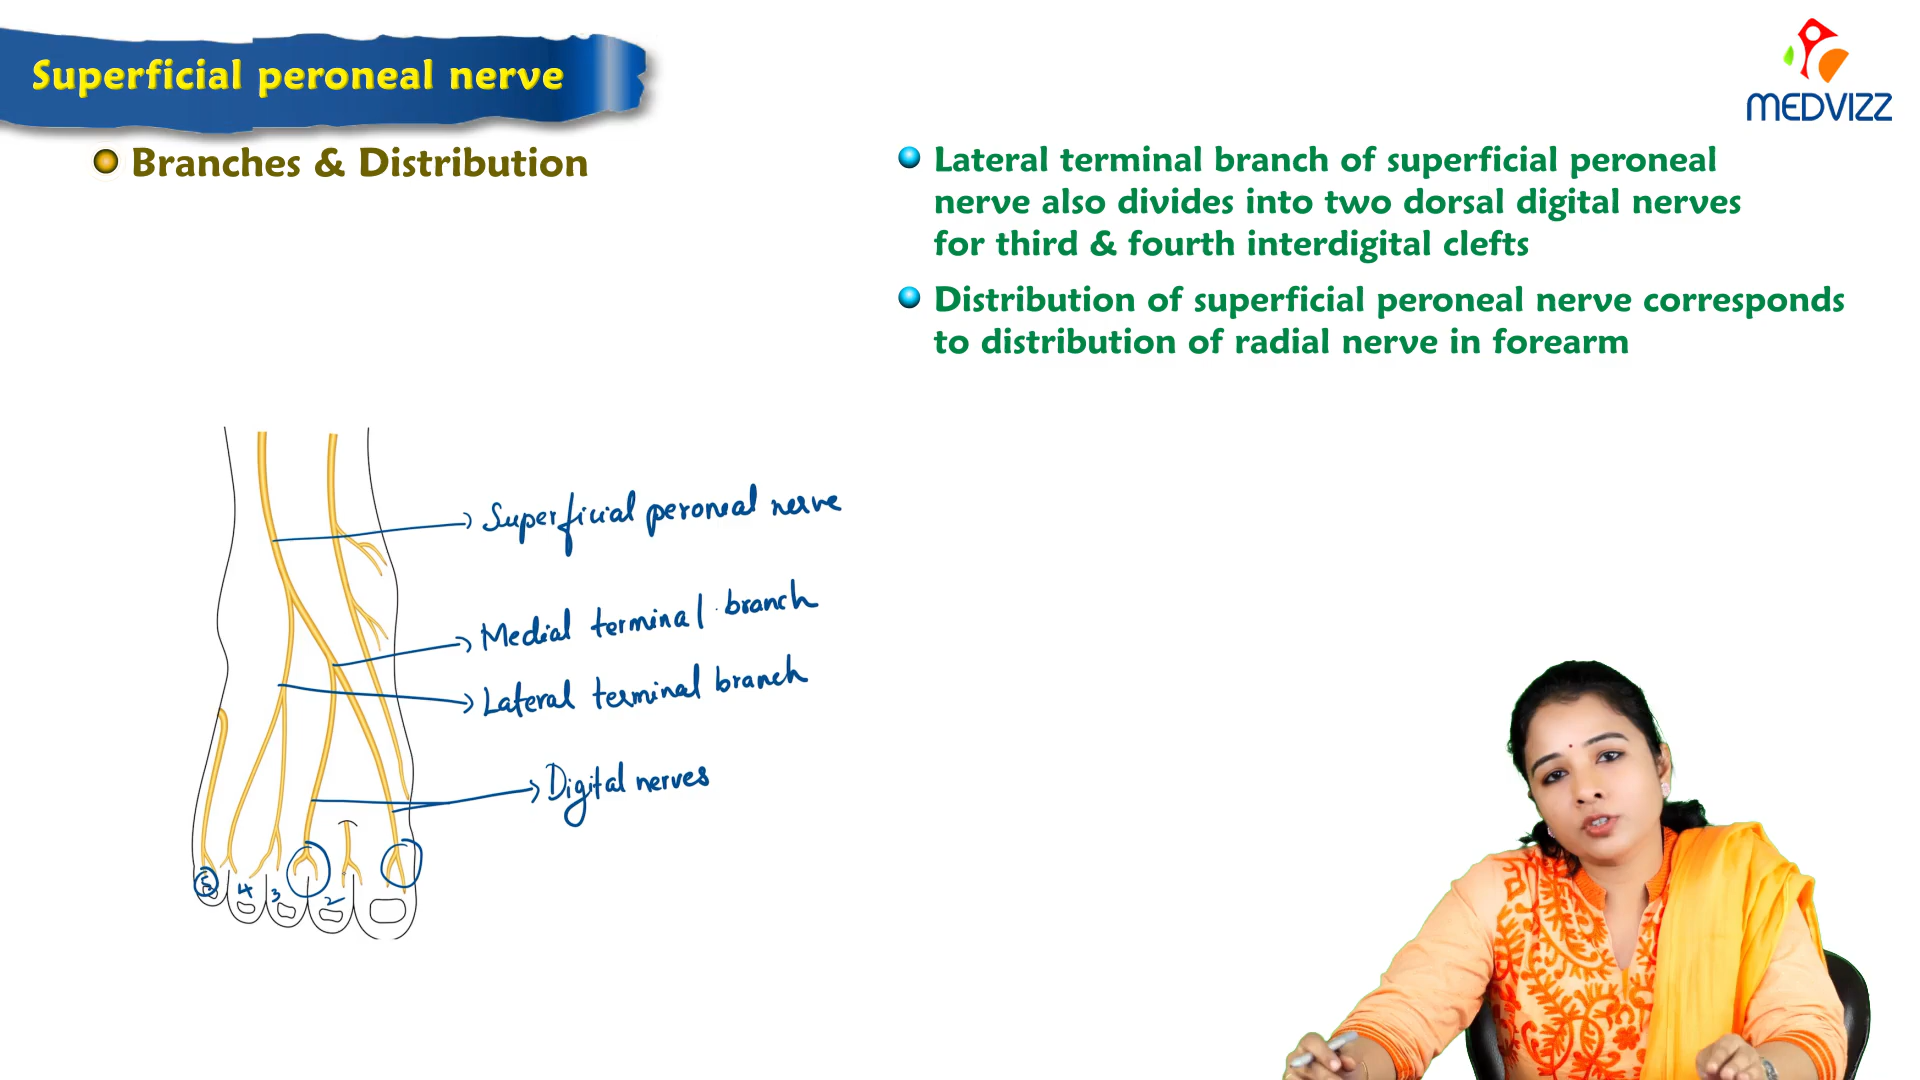 Superficial peroneal nerve
MEDVIZZ
Branches & Distribution
Lateral terminal branch of superficial peroneal
nerve also divides into two dorsal digital nerves
for third & fourth interdigital clefts
Distribution of superficial peroneal nerve corresponds
to distribution of radial nerve in forearm
Superficial peroneal nerve
Medial terminal branch
Lateral terminal branch
Digital nerves
5 4 3 2